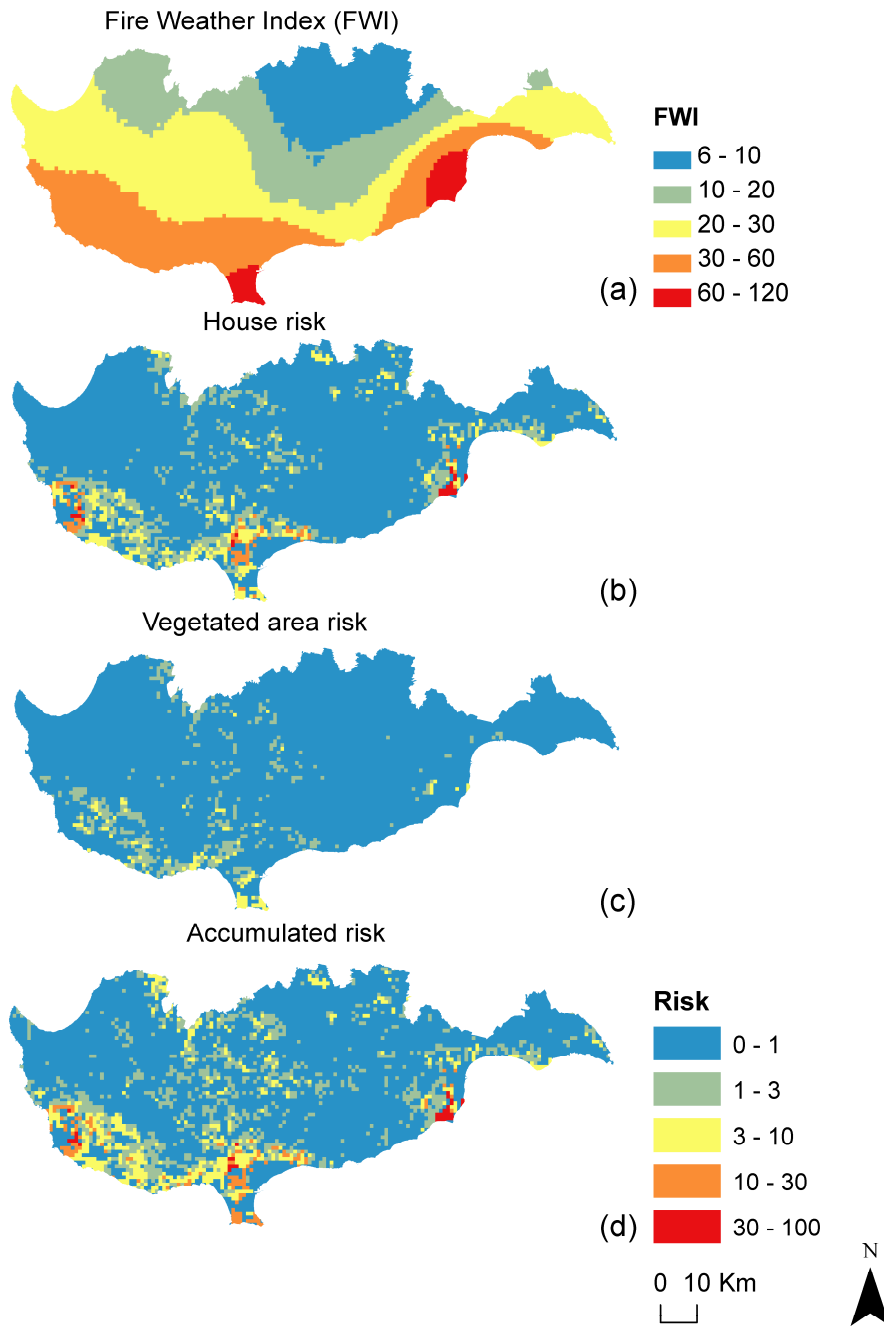 Fire Weather Index (FWI)
FWI
6 - 10
10 - 20
20 - 30
30 - 60
60 - 120
(a)
House risk
(b)
Vegetated area risk
(c)
Accumulated risk
Risk
0 - 1
1 - 3
3 - 10
10 - 30
30 - 100
(d)
0 10 Km
N